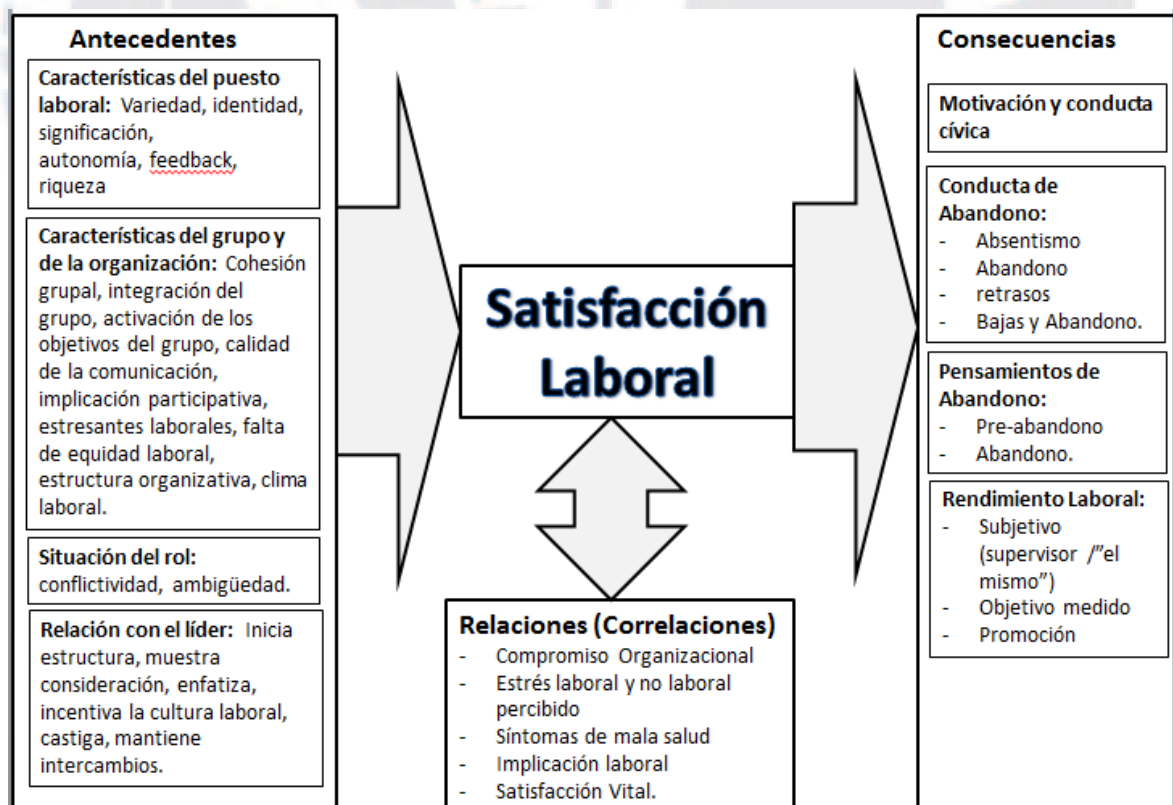 Antecedentes
Características del puesto
laboral: Variedad, identidad,
significación,
autonomía, feedback,
riqueza
Características del grupo y
de la organización: Cohesión
grupal, integración del
grupo, activación de los
objetivos del grupo, calidad
de la comunicación,
implicación participativa,
estresantes laborales, falta
de equidad laboral,
estructura organizativa, clima
laboral.
Situación del rol:
conflictividad, ambigüedad.
Relación con el líder: Inicia
estructura, muestra
consideración, enfatiza,
incentiva la cultura laboral,
castiga, mantiene
intercambios.
Satisfacción
Laboral
Relaciones (Correlaciones)
- Compromiso Organizacional
- Estrés laboral y no laboral
percibido
- Síntomas de mala salud
- Implicación laboral
- Satisfacción Vital.
Consecuencias
Motivación y conducta
cívica
Conducta de
Abandono:
- Absentismo
- Abandono
- retrasos
- Bajas y Abandono.
Pensamientos de
Abandono:
- Pre-abandono
- Abandono.
Rendimiento Laboral:
- Subjetivo
(supervisor /”el
mismo”)
- Objetivo medido
- Promoción